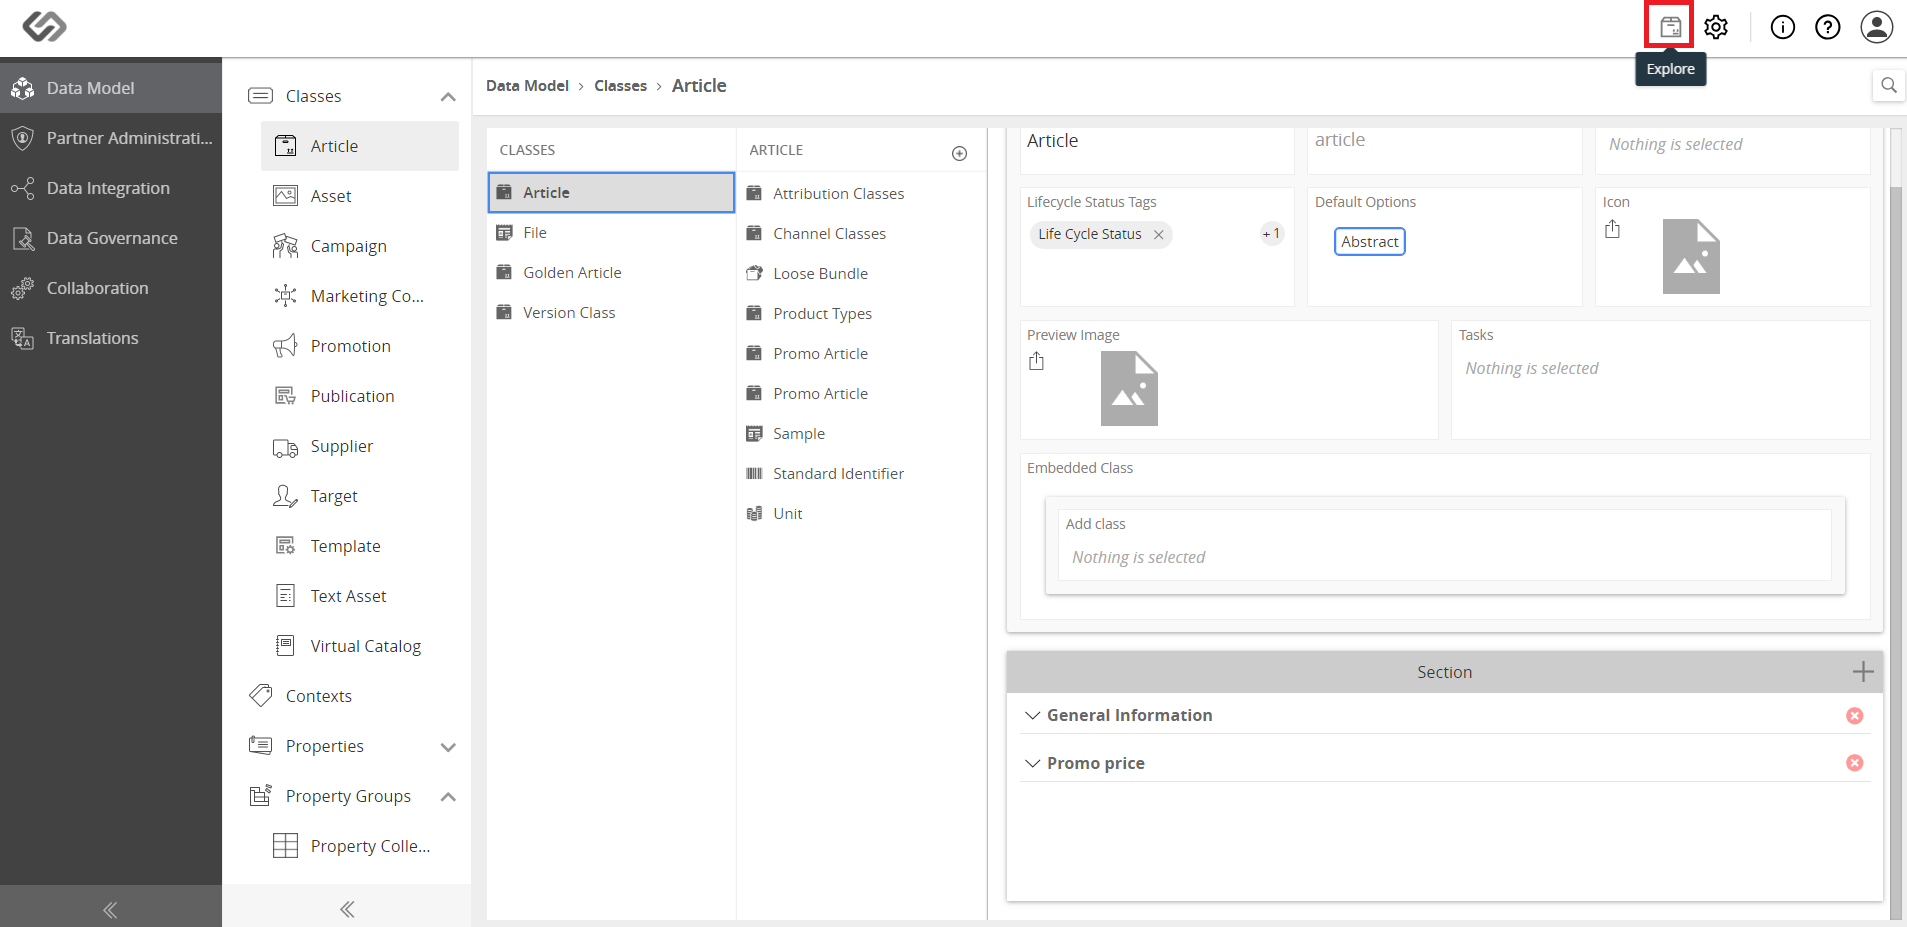 Explore
Data Model
Partner Administrati...
Data Integration
Data Governance
Collaboration
Translations
Classes
Article
Asset
Campaign
Marketing Co...
Promotion
Publication
Supplier
Target
Template
Text Asset
Virtual Catalog
Contexts
Properties
Property Groups
Property Colle...
Data Model › Classes › Article
CLASSES
Article
File
Golden Article
Version Class
ARTICLE
Attribution Classes
Channel Classes
Loose Bundle
Product Types
Promo Article
Promo Article
Sample
Standard Identifier
Unit
Article
article
Nothing is selected
Lifecycle Status Tags
Life Cycle Status
+1
Default Options
Abstract
Icon
Preview Image
Tasks
Nothing is selected
Embedded Class
Add class
Nothing is selected
Section
General Information
Promo price